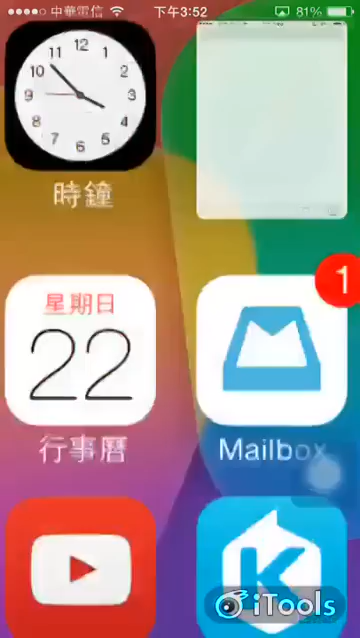 中華電信 下午3:52 81%
12
11 1
10 2
9 3
8 4
7 5
6
時鐘
星期日
22
行事曆
1
Mailbox
K
iTools